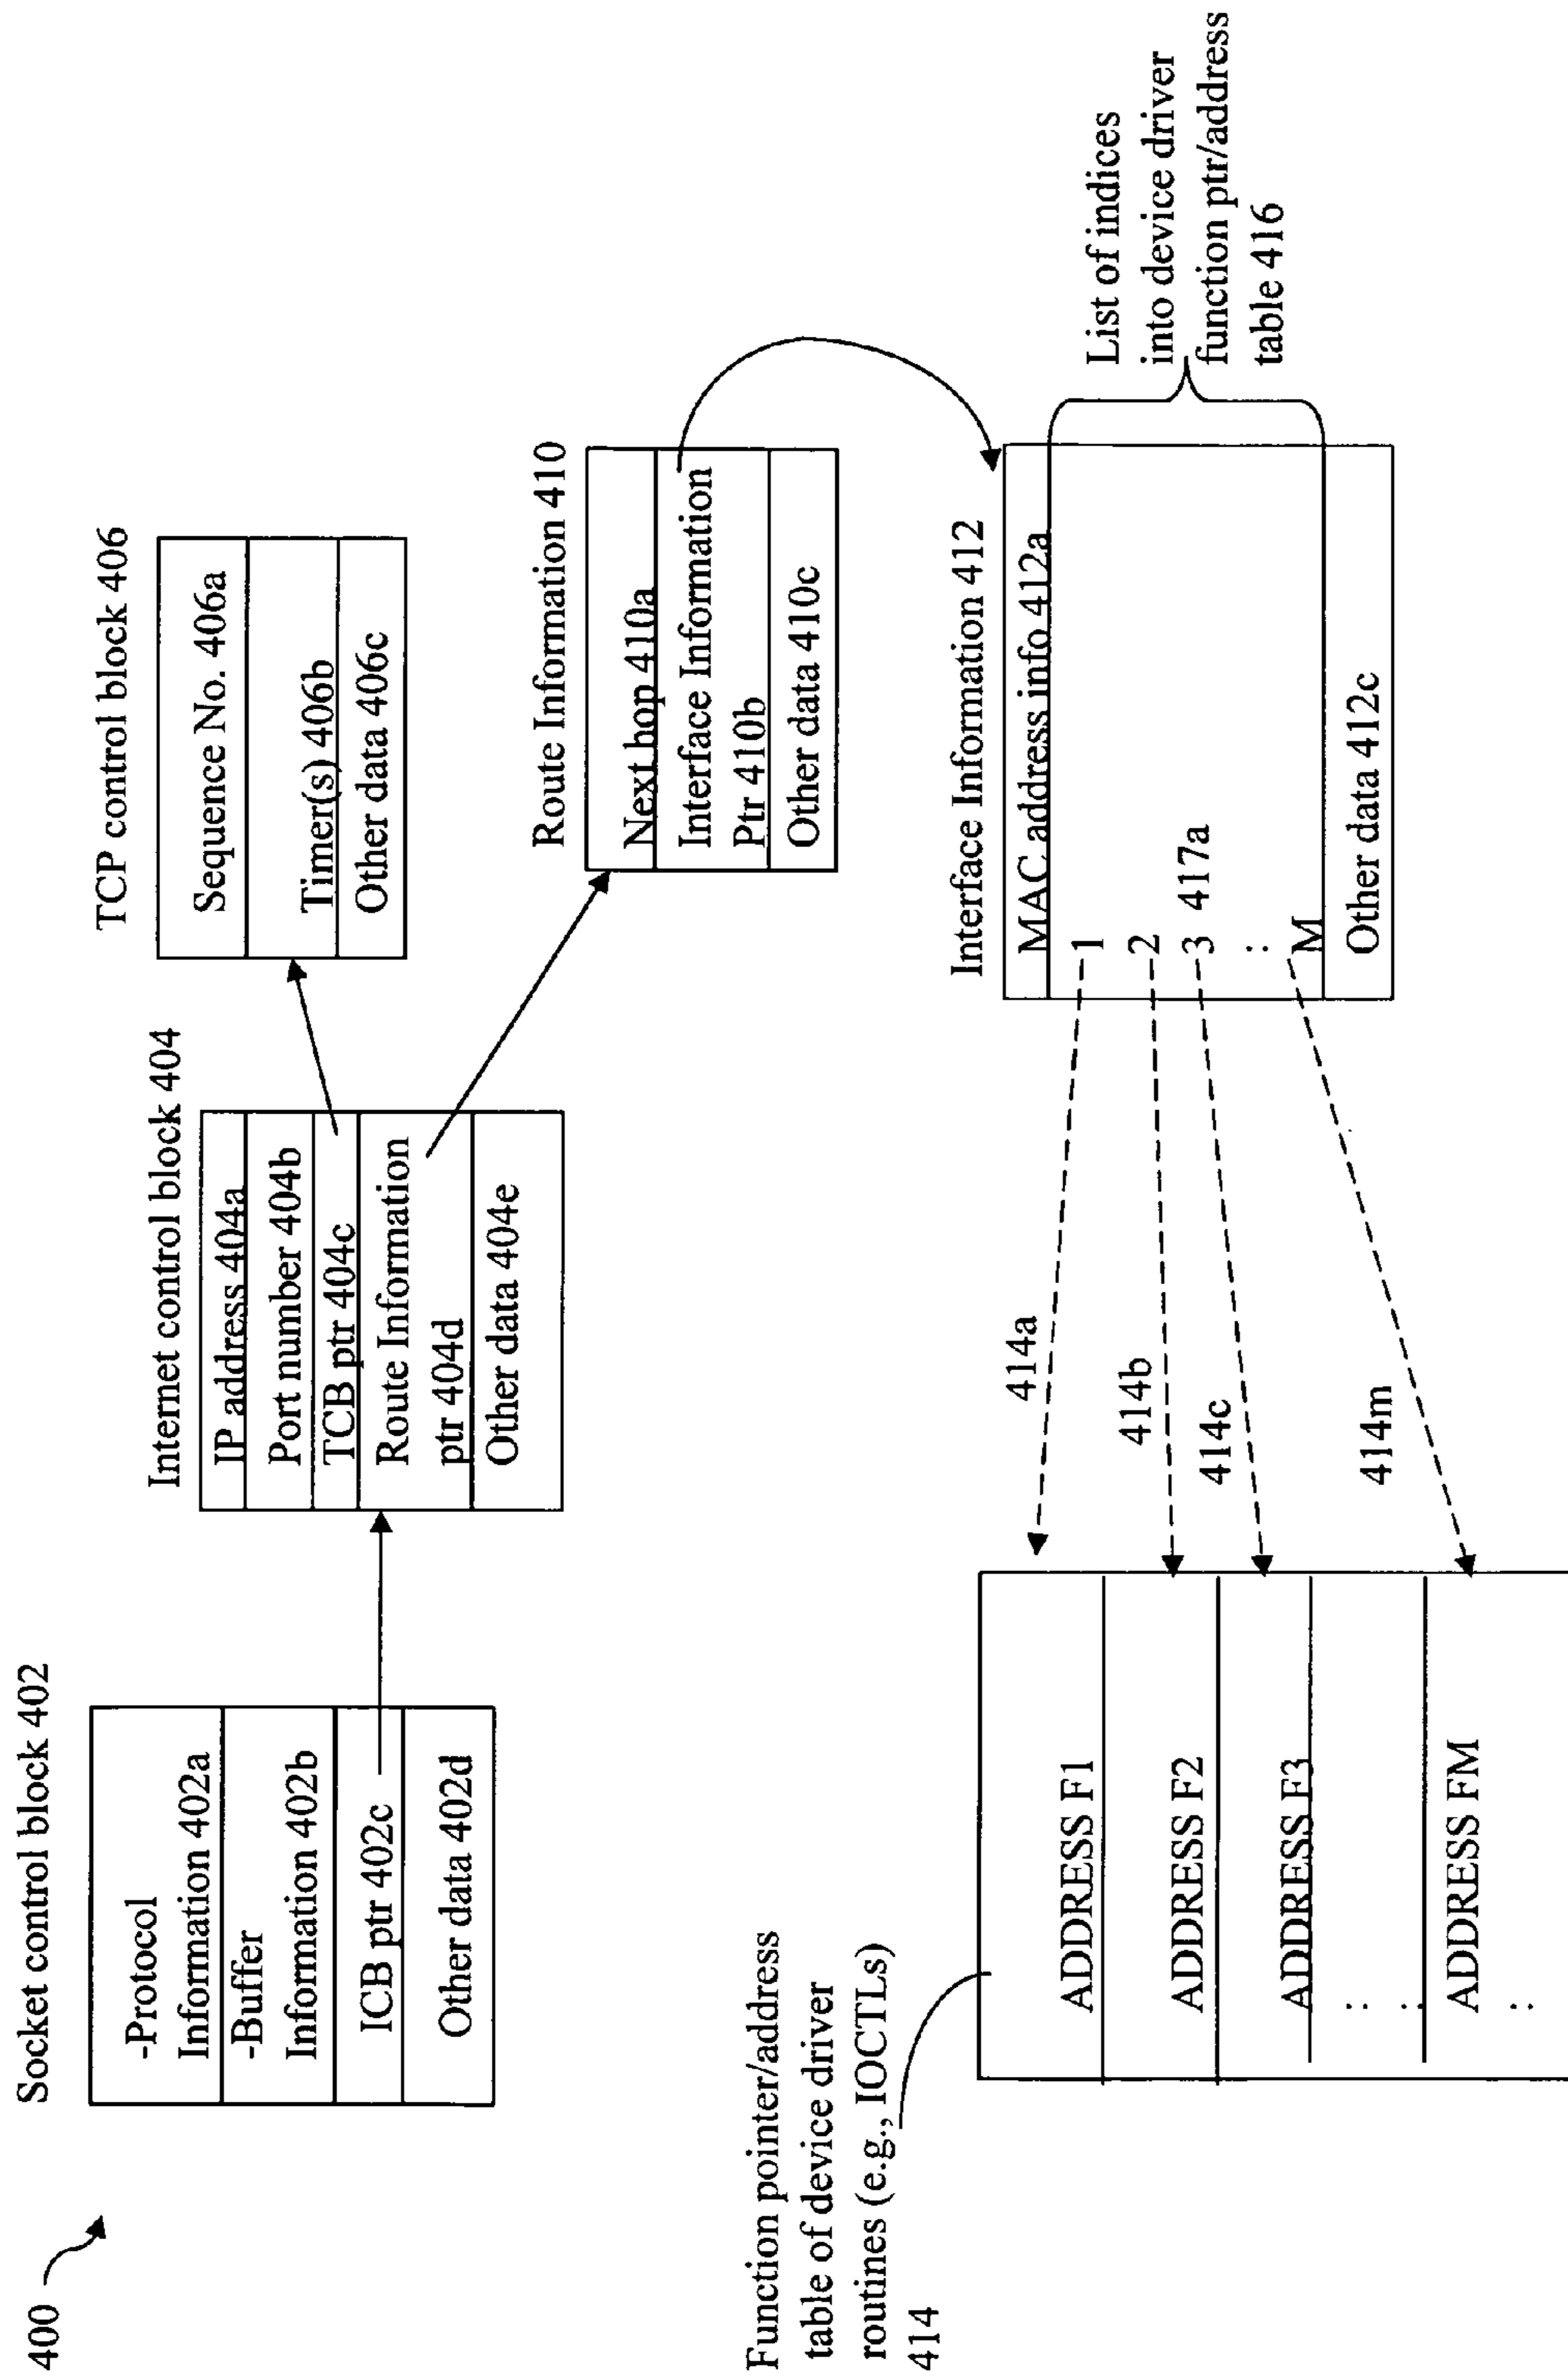 400
Socket control block 402
-Protocol
Information 402a
-Buffer
Information 402b
ICB ptr 402c
Other data 402d
Internet control block 404
IP address 404a
Port number 404b
TCB ptr 404c
Route Information
ptr 404d
Other data 404e
TCP control block 406
Sequence No. 406a
Timer(s) 406b
Other data 406c
Route Information 410
Next hop 410a
Interface Information
Ptr 410b
Other data 410c
Function pointer/address
table of device driver
routines (e.g., IOCTLs)
414
ADDRESS F1
ADDRESS F2
ADDRESS F3
:
:
ADDRESS FM
:
414a
414b
414c
414m
Interface Information 412
MAC address info 412a
1
2
3 417a
:
M
Other data 412c
List of indices
into device driver
function ptr/address
table 416